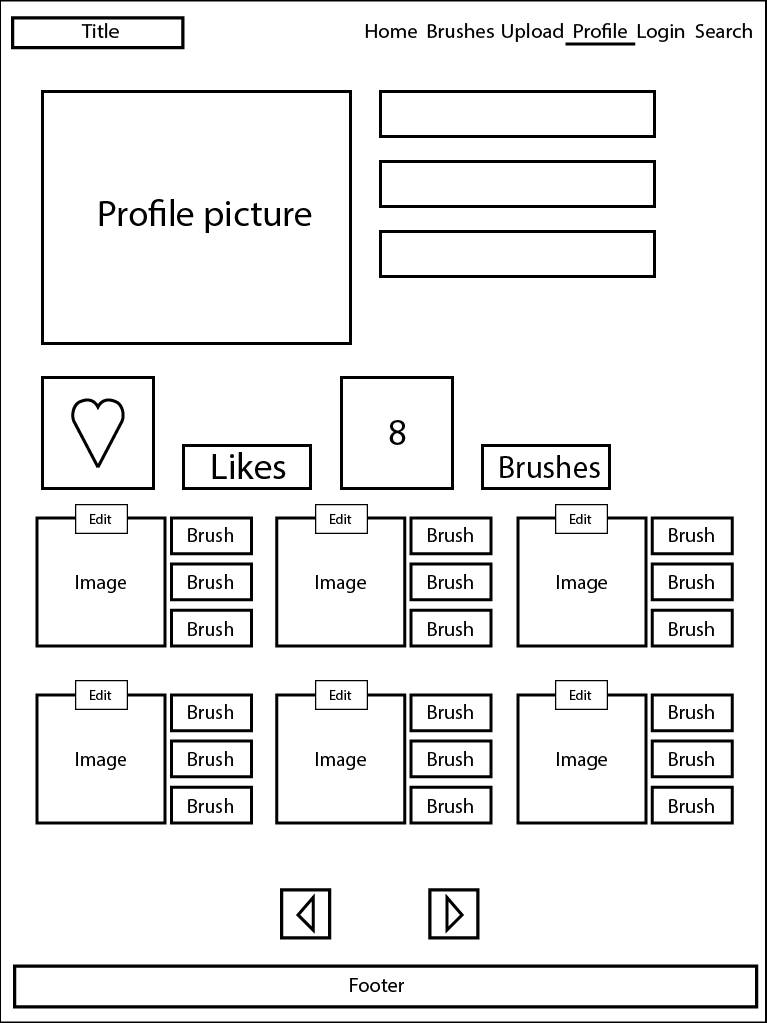 Title
Home Brushes Upload Profile Login Search
Profile picture
8
Likes
Brushes
Edit Edit Edit
Brush Brush Brush
Image Brush Image Brush Image Brush
Brush Brush Brush
Edit Edit Edit
Brush Brush Brush
Image Brush Image Brush Image Brush
Brush Brush Brush
Footer